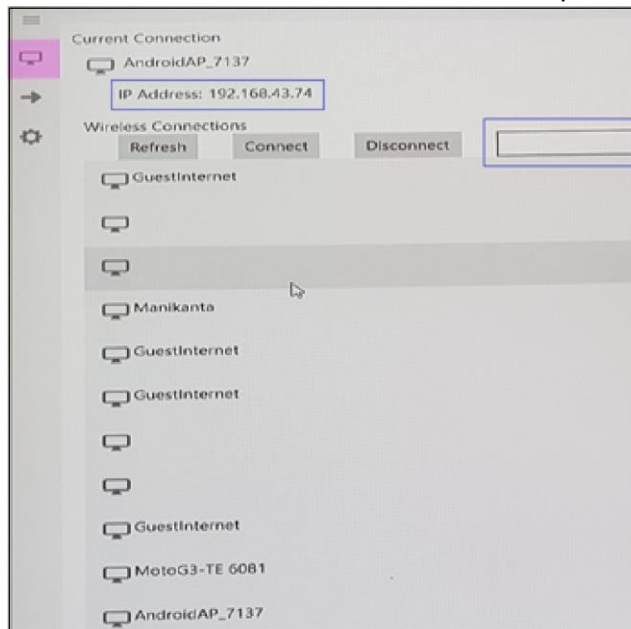 Current Connection
AndroidAP_7137
IP Address: 192.168.43.74
Wireless Connections
Refresh Connect Disconnect
GuestInternet
Manikanta
GuestInternet
GuestInternet
GuestInternet
MotoG3-TE 6081
AndroidAP_7137